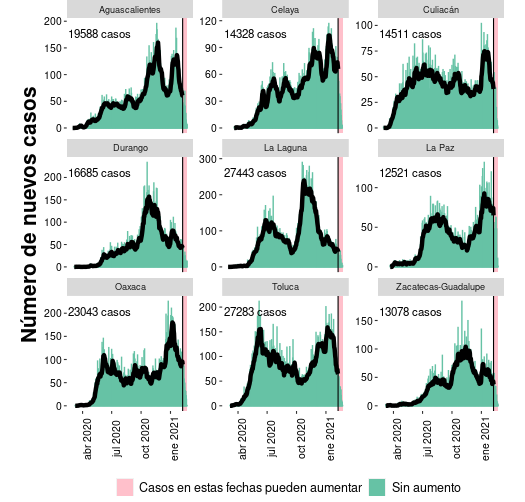 Número de nuevos casos
Aguascalientes
19588 casos
200
150
100
50
0
Celaya
14328 casos
120
90
60
30
0
Culiacán
14511 casos
100
75
50
25
0
Durango
16685 casos
200
150
100
50
0
La Laguna
27443 casos
300
200
100
0
La Paz
12521 casos
100
50
0
Oaxaca
23043 casos
200
150
100
50
0
Toluca
27283 casos
200
150
100
50
0
Zacatecas-Guadalupe
13078 casos
150
100
50
0
abr 2020
jul 2020
oct 2020
ene 2021
abr 2020
jul 2020
oct 2020
ene 2021
abr 2020
jul 2020
oct 2020
ene 2021
Casos en estas fechas pueden aumentar
Sin aumento